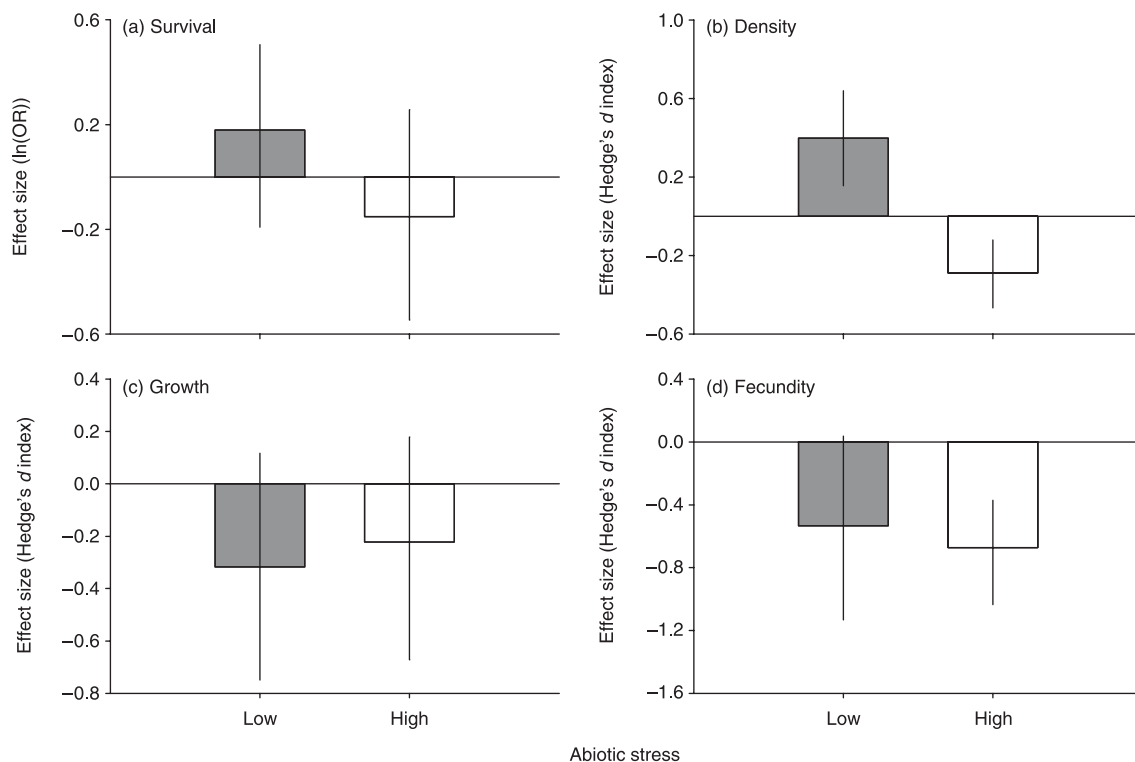 (a) Survival
Effect size (ln(OR))
0.6
0.2
−0.2
−0.6
(b) Density
Effect size (Hedge's d index)
1.0
0.6
0.2
−0.2
−0.6
(c) Growth
Effect size (Hedge's d index)
0.4
0.2
0.0
−0.2
−0.4
−0.6
−0.8
Low
High
(d) Fecundity
Effect size (Hedge's d index)
0.4
0.0
−0.4
−0.8
−1.2
−1.6
Low
High
Abiotic stress